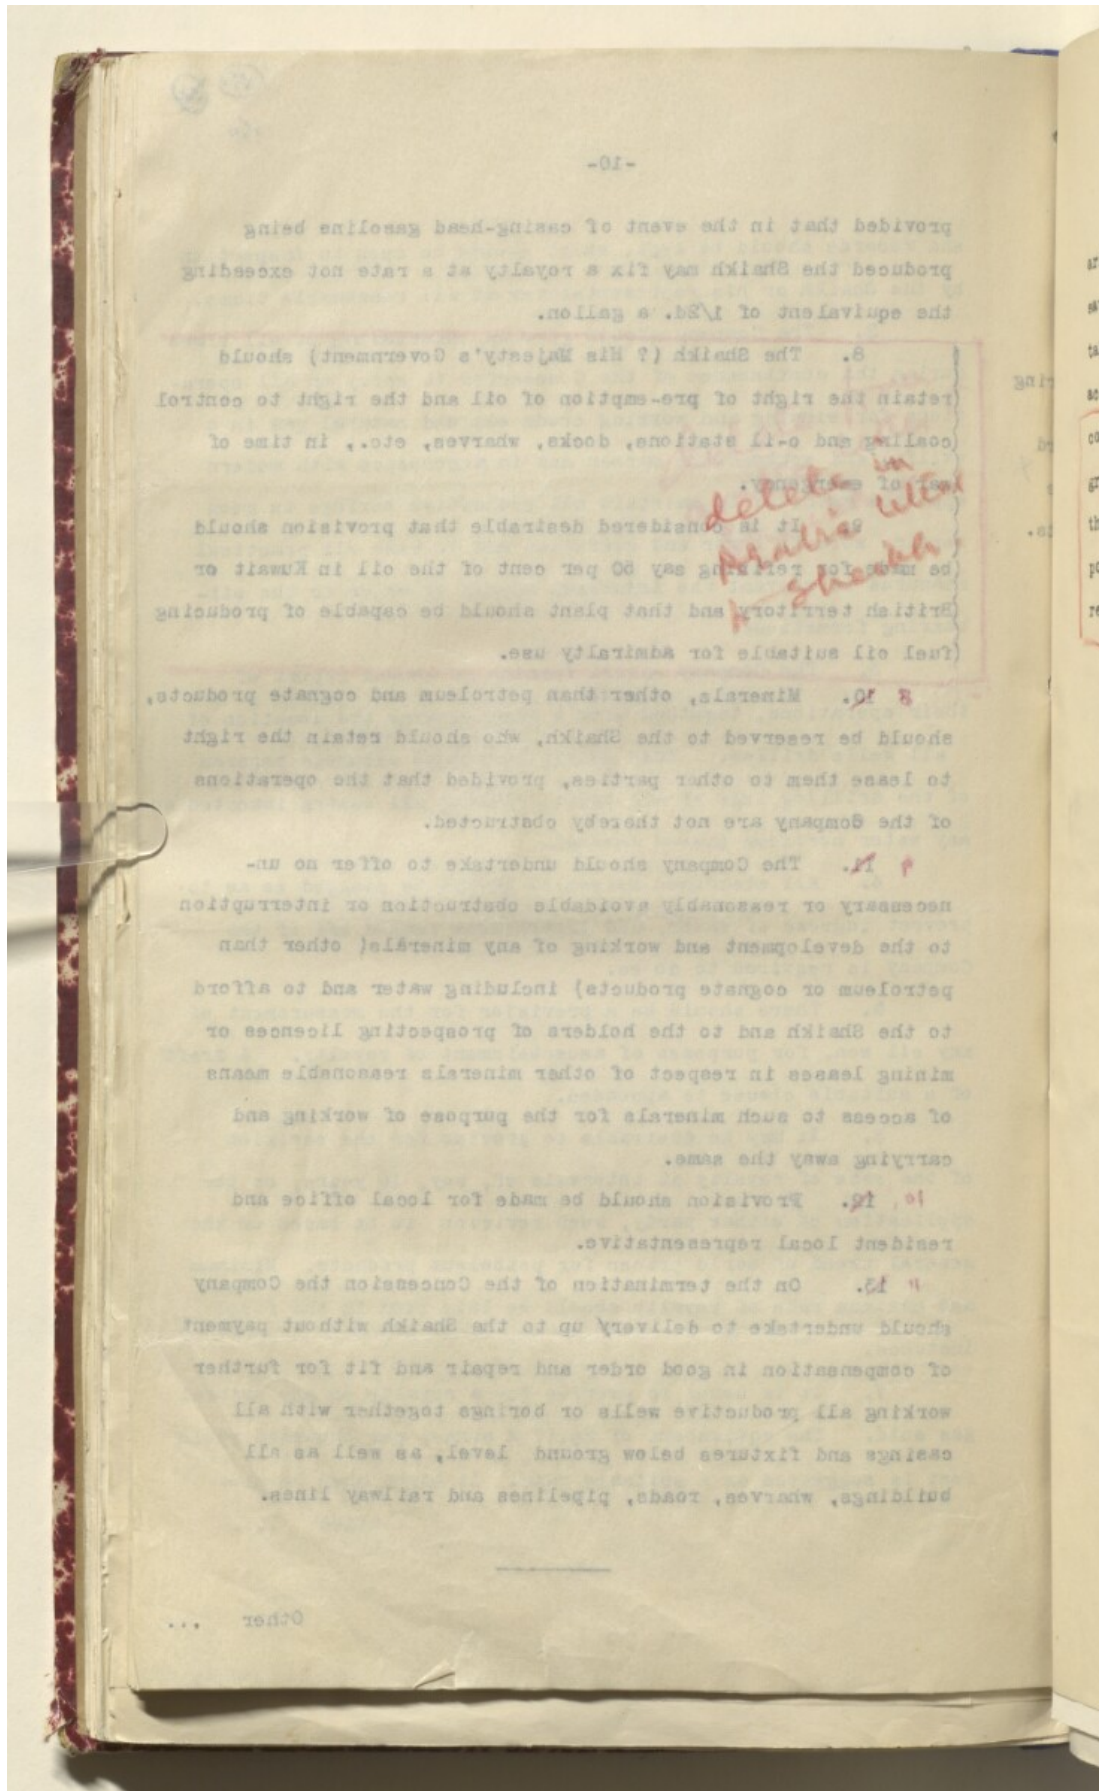 -10-
provided that in the event of casing-head gasoline being
produced the Shaikh may fix a royalty at a rate not exceeding
the equivalent of 1/2d. a gallon.
8. The Shaikh (? His Majesty's Government) should
(retain the right of pre-emption of oil and the right to control
(coaling and o-il stations, docks, wharves, etc., in time of
of emergency.
delete in
Arabic letter
to Sheikh
9. It is considered desirable that provision should
(be made for refining say 50 per cent of the oil in Kuwait or
(British territory and that plant should be capable of producing
(fuel oil suitable for admiralty use.
8 10. Minerals, other than petroleum and cognate products,
should be reserved to the Shaikh, who should retain the right
to lease them to other parties, provided that the operations
of the Company are not thereby obstructed.
9 11. The Company should undertake to offer no un-
necessary or reasonably avoidable obstruction or interruption
to the development and working of any minerals( other than
petroleum or cognate products) including water and to afford
to the Shaikh and to the holders of prospecting licences or
mining leases in respect of other minerals reasonable means
of access to such minerals for the purpose of working and
carrying away the same.
10 12. Provision should be made for local office and
resident local representative.
11 13. On the termination of the Concession the Company
should undertake to delivery up to the Shaikh without payment
of compensation in good order and repair and fit for further
working all productive wells or borings together with all
casings and fixtures below ground level, as well as all
buildings, wharves, roads, pipelines and railway lines.
Other ...